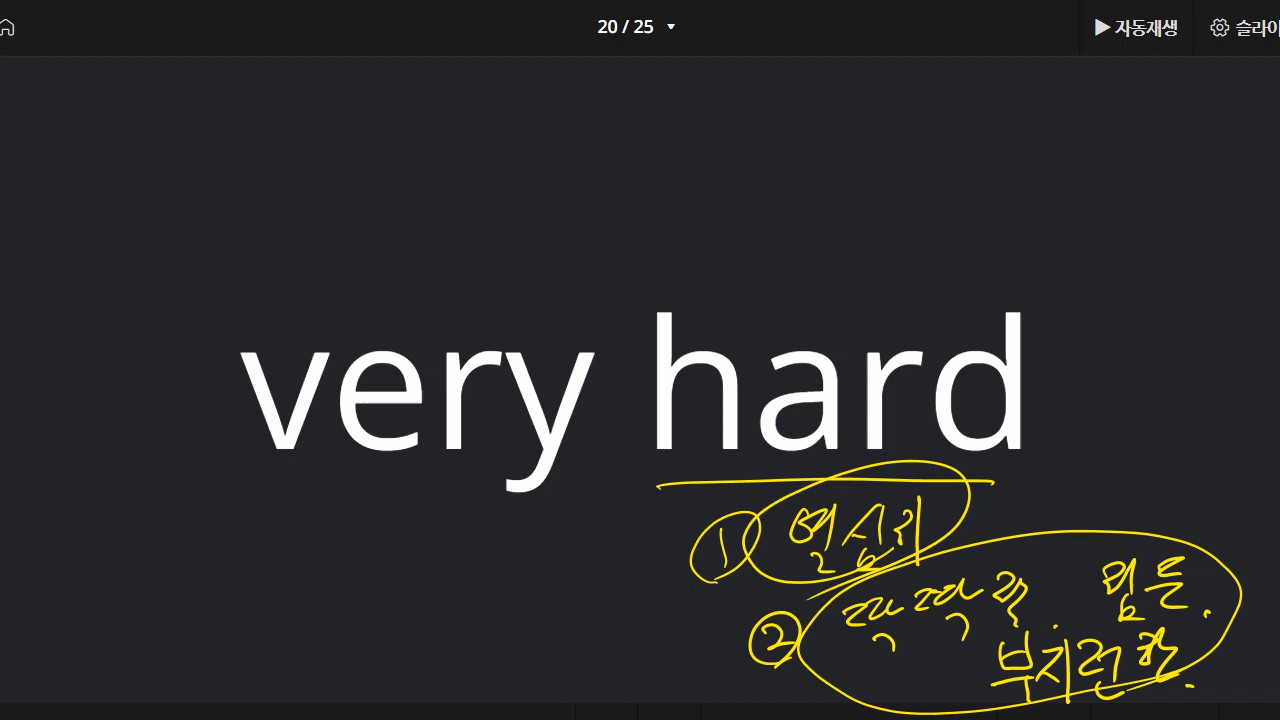 20 / 25
자동재생
슬라이
very hard
① 열심히
② 딱딱한. 힘든.
부지런한.